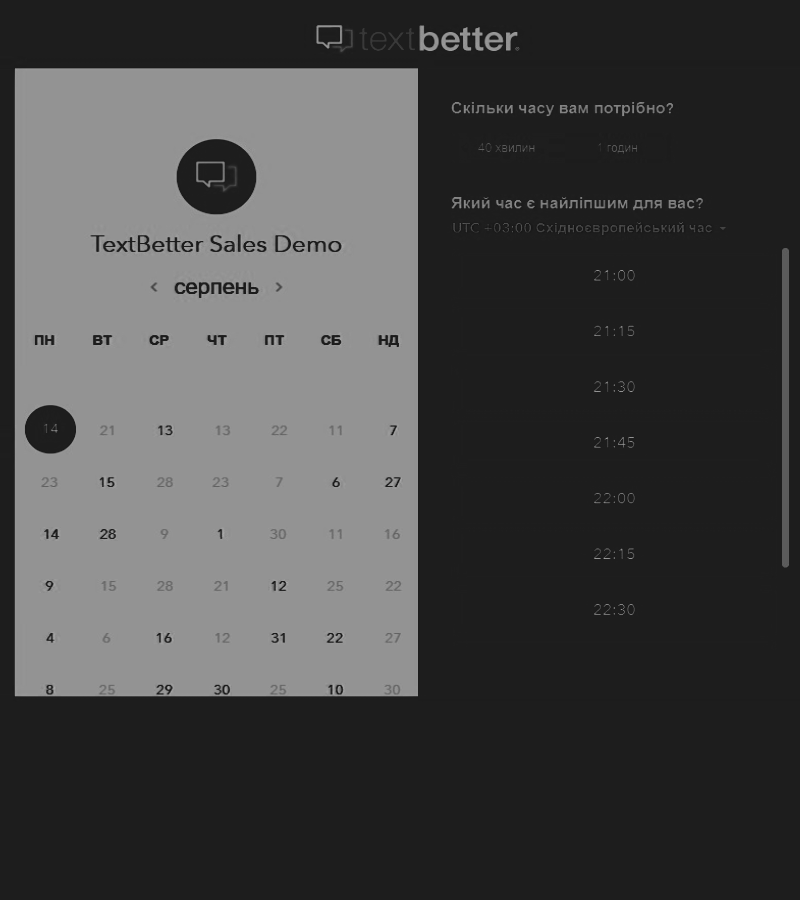 textbetter.
TextBetter Sales Demo
серпень
ПН ВТ СР ЧТ ПТ СБ НД
14 21 13 13 22 11 7
23 15 28 23 7 6 27
14 28 9 1 30 11 16
9 15 28 21 12 25 22
4 6 16 12 31 22 27
8 25 29 30 25 10 30
Скільки часу вам потрібно?
40 хвилин 1 годин
Який час є найліпшим для вас?
UTC +03:00 Східноєвропейський час
21:00
21:15
21:30
21:45
22:00
22:15
22:30